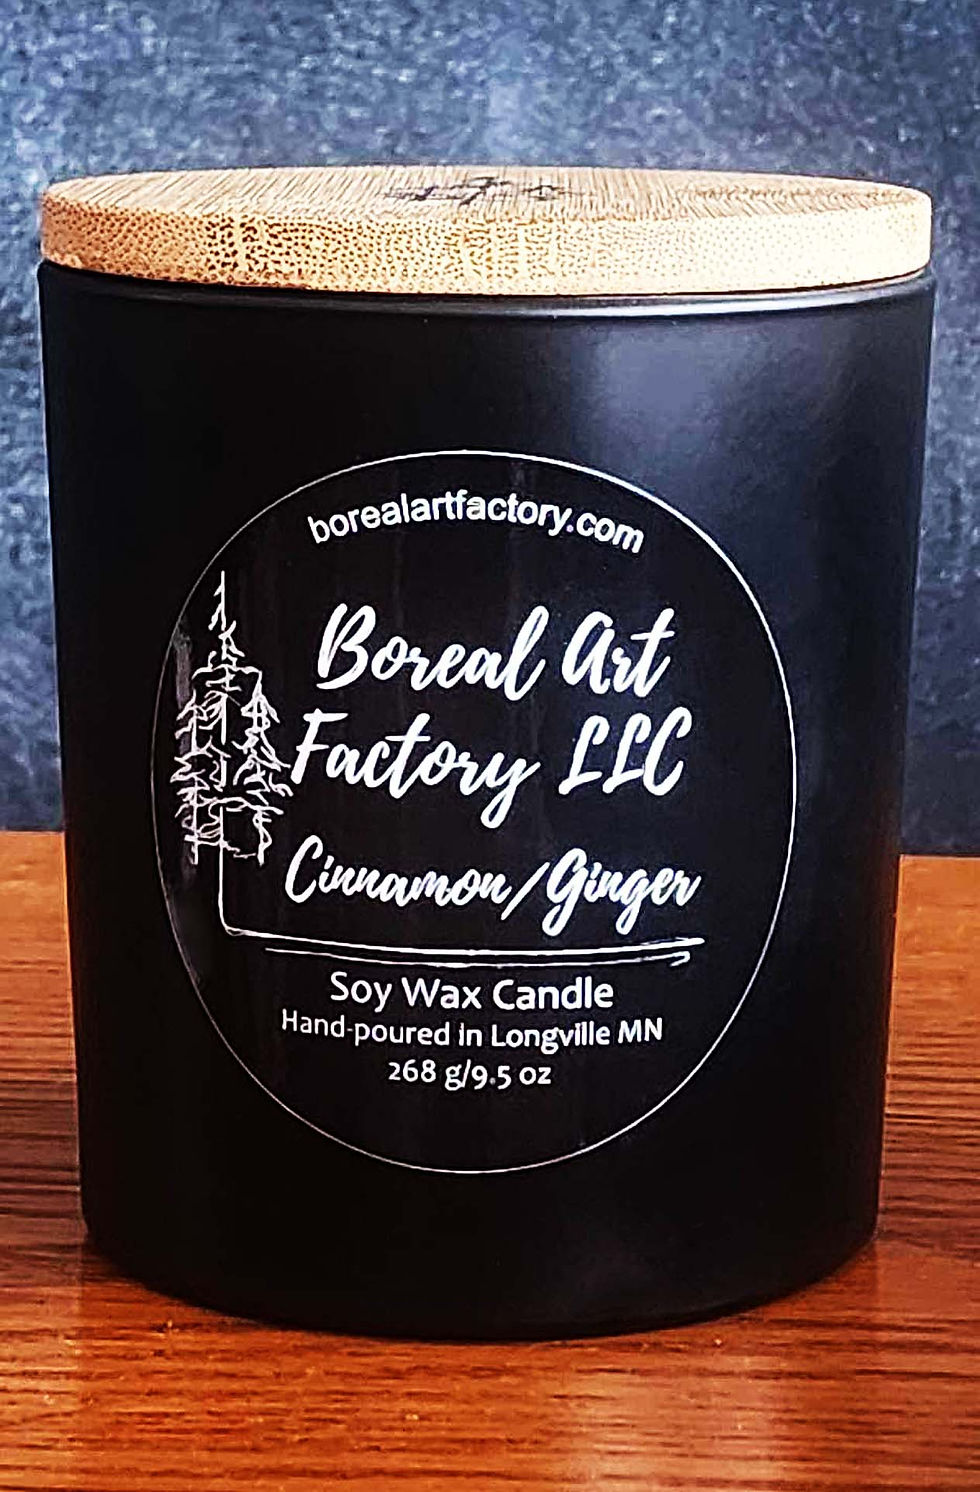 borealartfactory.com
Boreal Art
Factory LLC
Cinnamon/Ginger
Soy Wax Candle
Hand-poured in Longville MN
268 g/9.5 oz